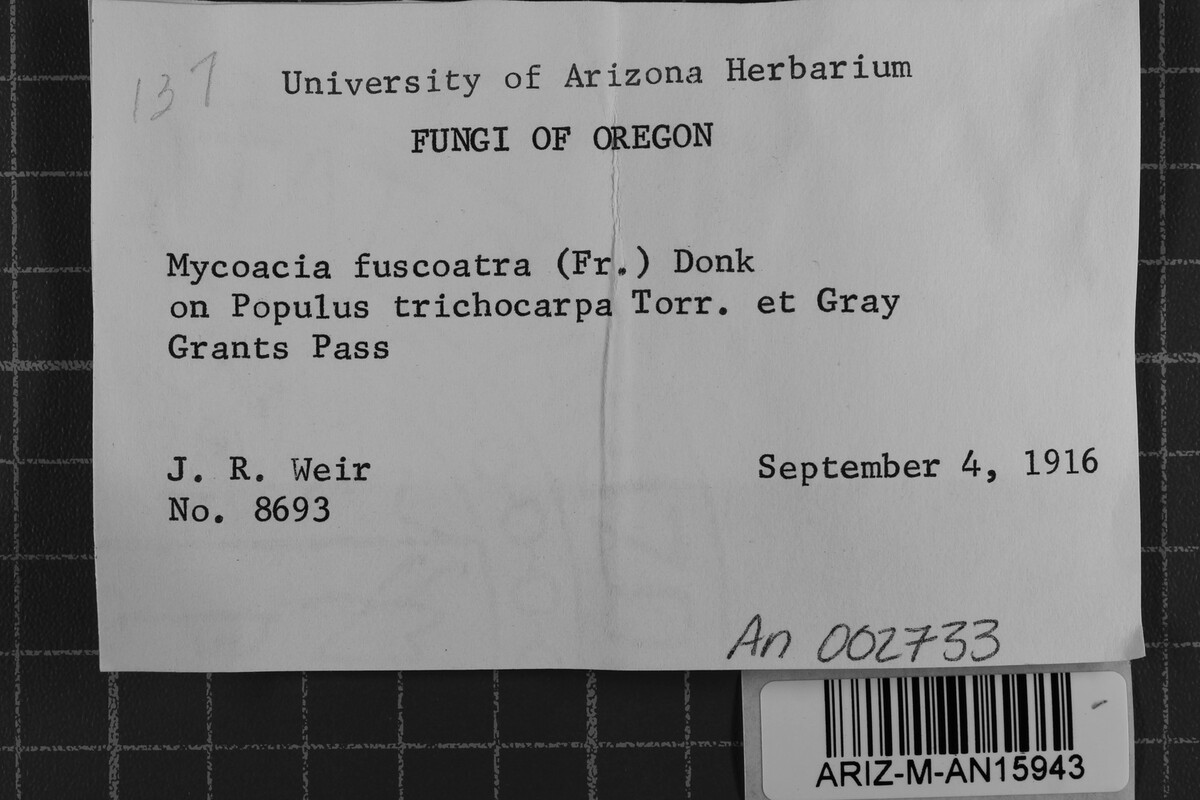 137
University of Arizona Herbarium
FUNGI OF OREGON
Mycoacia fuscoatra (Fr.) Donk
on Populus trichocarpa Torr. et Gray
Grants Pass
J. R. Weir
September 4, 1916
No. 8693
An 002733
ARIZ-M-AN15943